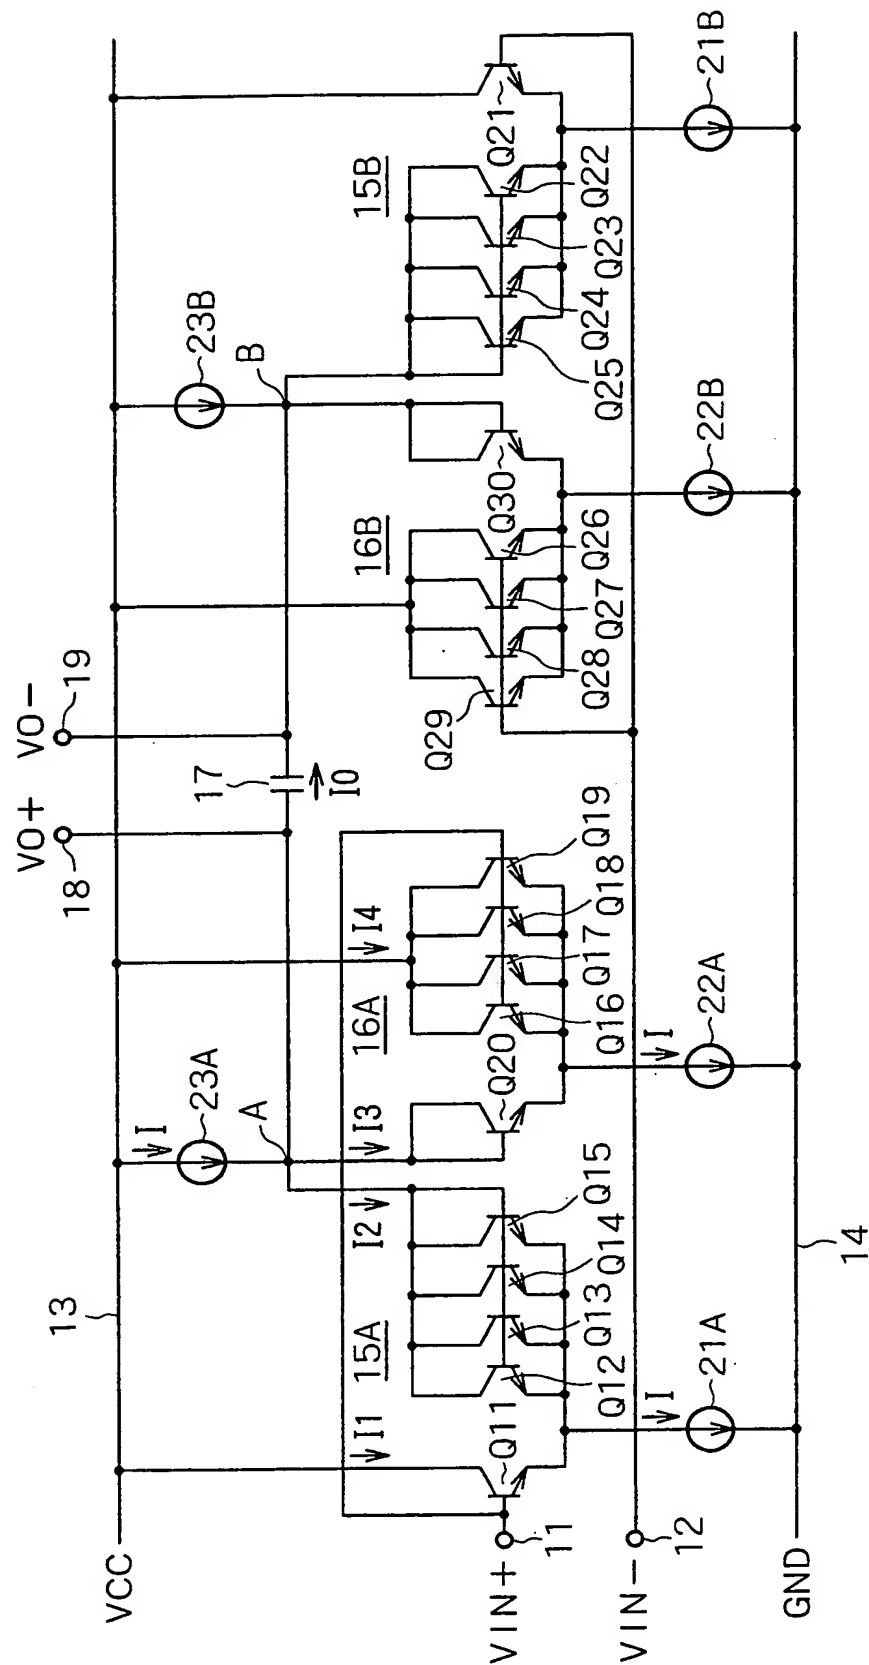 VO+
VO−
18
19
13
VCC
I
23A
A
17
I0
B
23B
I1
15A
I2
I3
16A
I4
16B
15B
Q11
Q12
Q13
Q14
Q15
Q20
Q16
Q17
Q18
Q19
Q29
Q28
Q27
Q26
Q30
Q25
Q24
Q23
Q22
Q21
VIN+
11
VIN−
12
I
21A
I
22A
22B
21B
GND
14